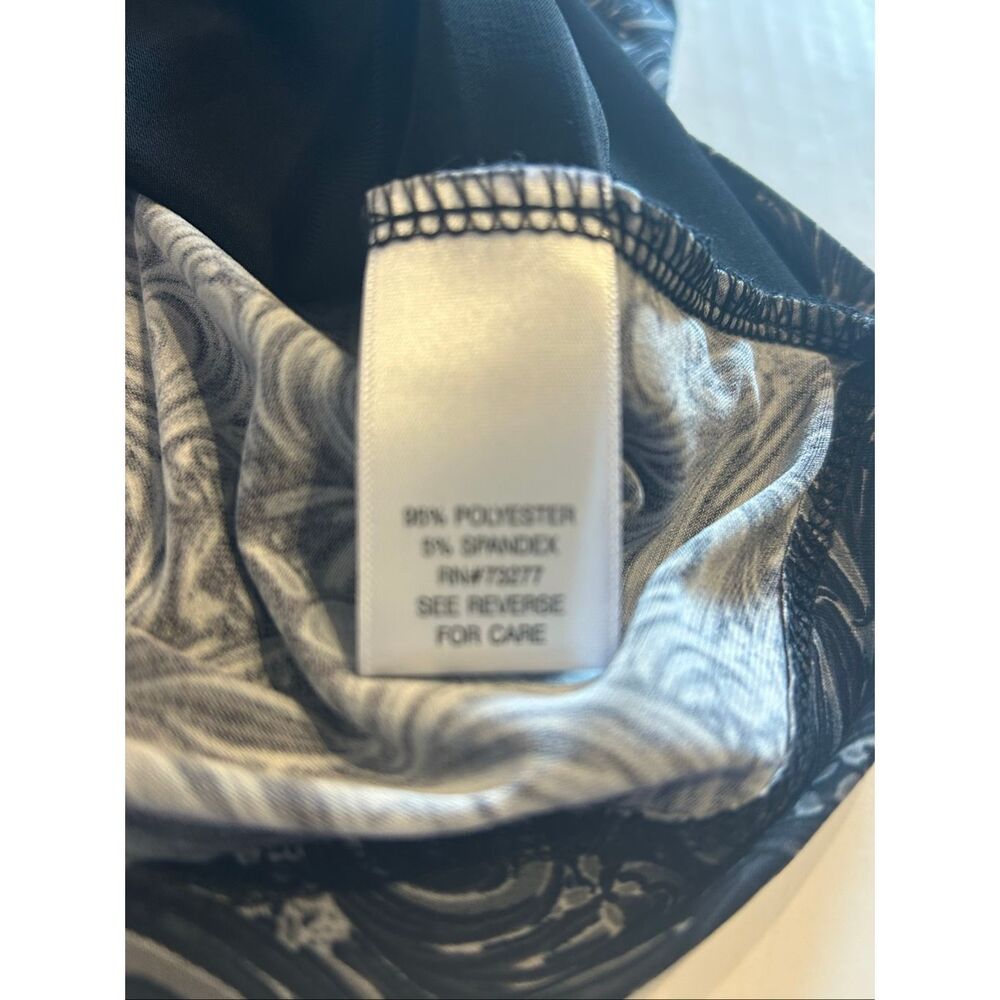 95% POLYESTER
5% SPANDEX
RN#73277
SEE REVERSE
FOR CARE